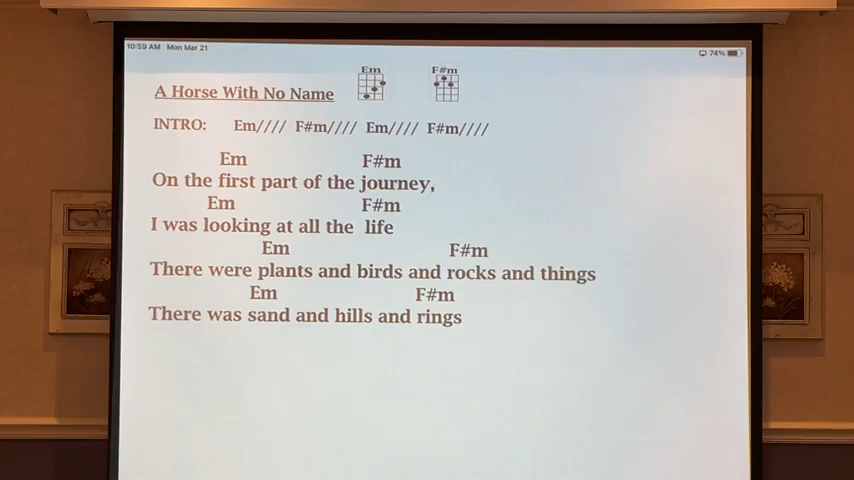 10:59 AM Mon Mar 21
74%
Em F#m
A Horse With No Name
INTRO: Em//// F#m//// Em//// F#m////
Em F#m
On the first part of the journey,
Em F#m
I was looking at all the life
Em F#m
There were plants and birds and rocks and things
Em F#m
There was sand and hills and rings